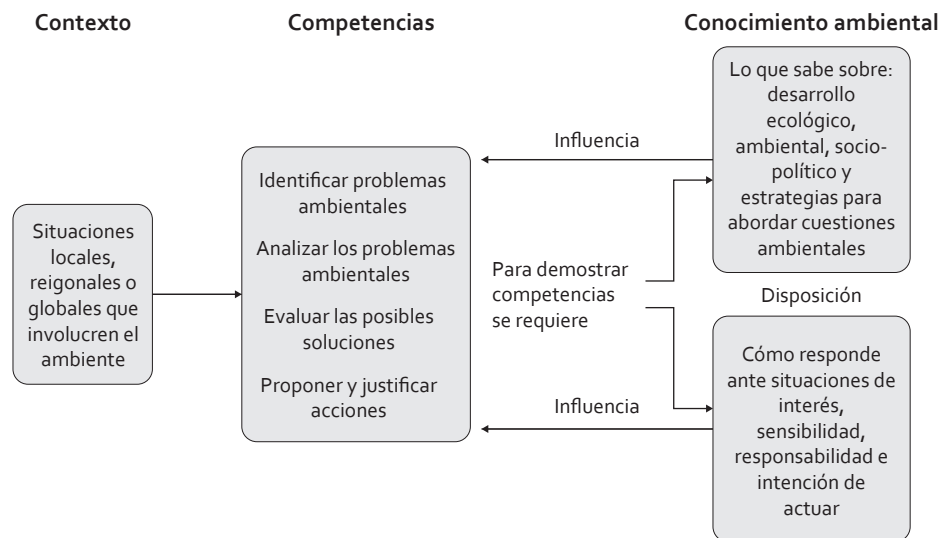 Contexto
Competencias
Conocimiento ambiental
Situaciones
locales,
reigonales o
globales que
involucren el
ambiente
Identificar problemas
ambientales
Analizar los problemas
ambientales
Evaluar las posibles
soluciones
Proponer y justificar
acciones
Influencia
Para demostrar
competencias
se requiere
Influencia
Lo que sabe sobre:
desarrollo
ecológico,
ambiental, socio-
político y
estrategias para
abordar cuestiones
ambientales
Disposición
Cómo responde
ante situaciones de
interés,
sensibilidad,
responsabilidad e
intención de
actuar